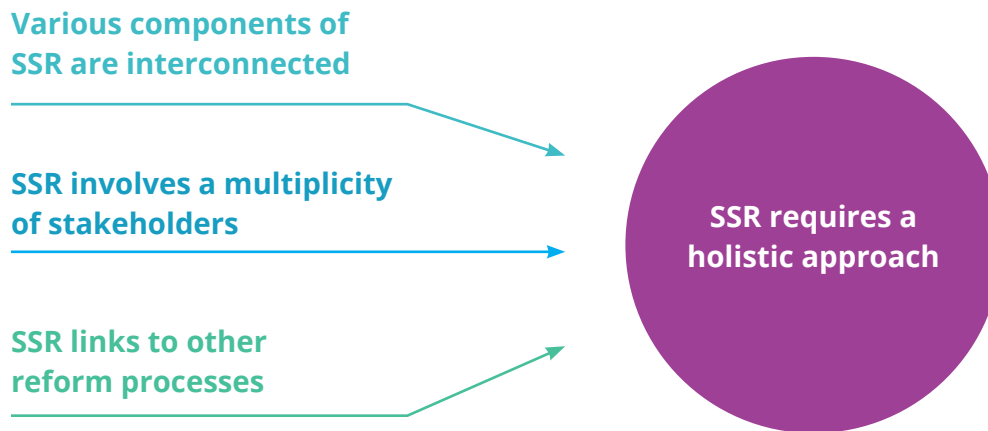 Various components of
SSR are interconnected
SSR involves a multiplicity
of stakeholders
SSR links to other
reform processes
SSR requires a
holistic approach